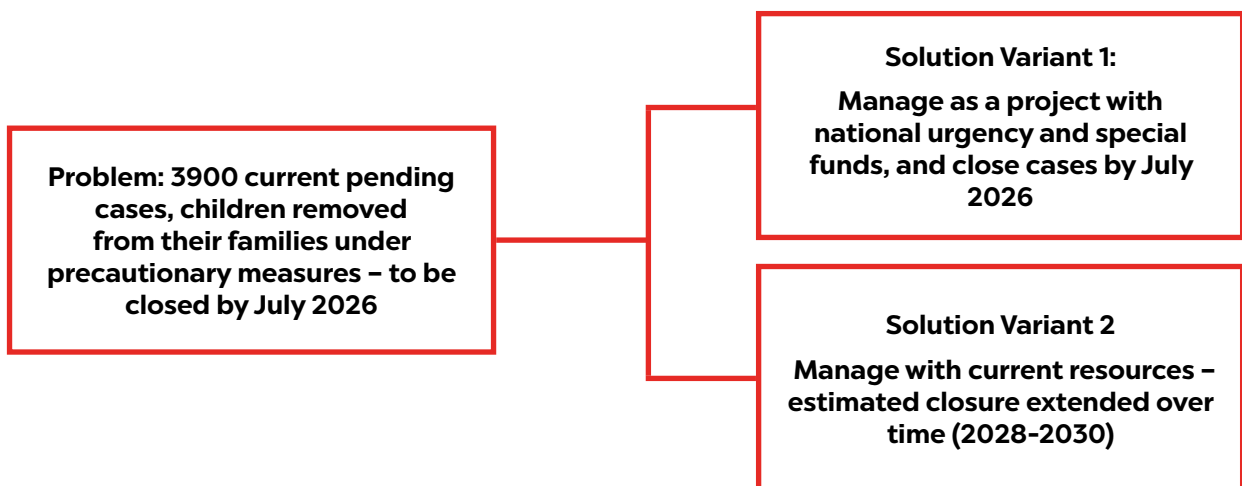 Problem: 3900 current pending
cases, children removed
from their families under
precautionary measures – to be
closed by July 2026
Solution Variant 1:
Manage as a project with
national urgency and special
funds, and close cases by July
2026
Solution Variant 2
Manage with current resources –
estimated closure extended over
time (2028-2030)